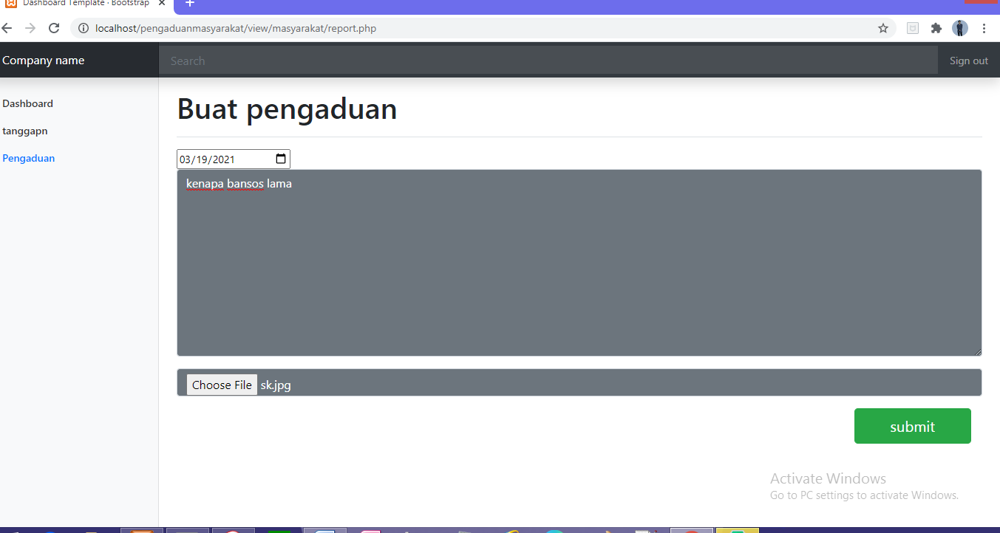 Dashboard Template · Bootstrap
localhost/pengaduanmasyarakat/view/masyarakat/report.php
Company name
Search
Sign out
Dashboard
tanggapn
Pengaduan
Buat pengaduan
03/19/2021
kenapa bansos lama
Choose File sk.jpg
submit
Activate Windows
Go to PC settings to activate Windows.